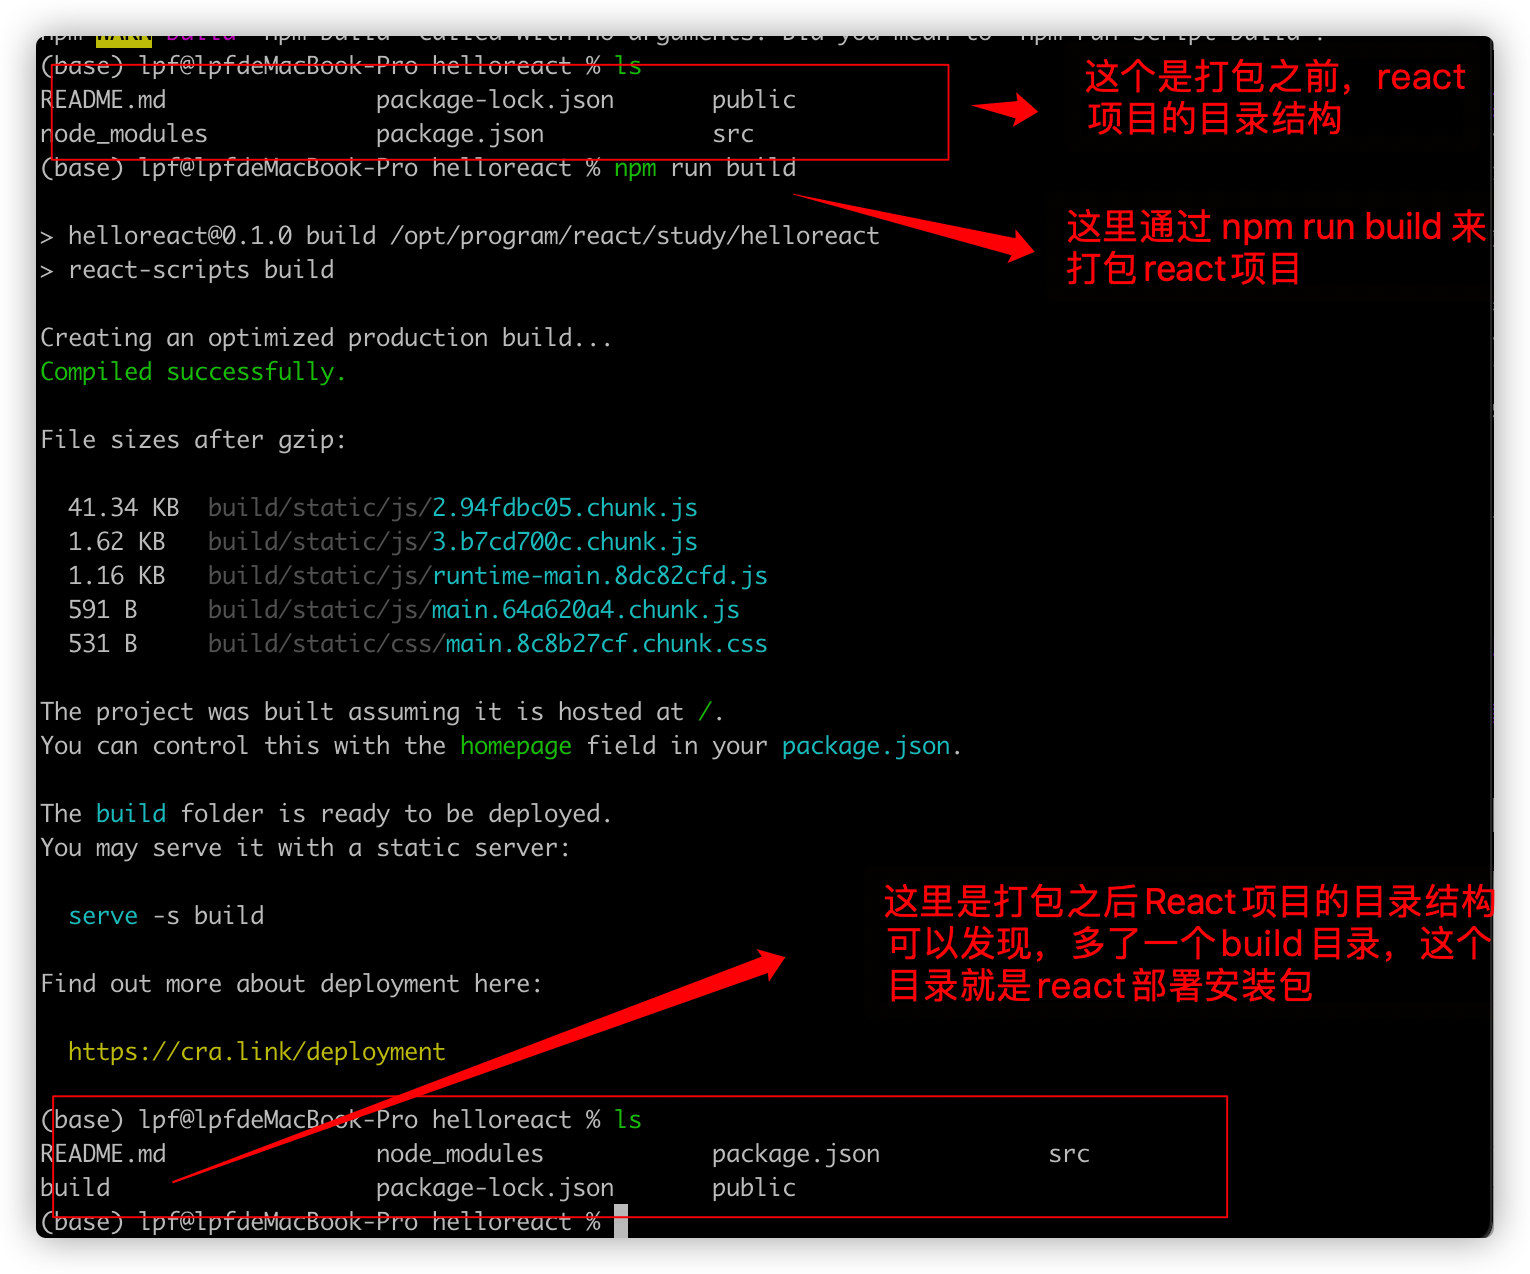 npm WARN build `npm build` called with no arguments. Did you mean to `npm run-script build`?
(base) lpf@lpfdeMacBook-Pro helloreact % ls
README.md package-lock.json public
node_modules package.json src
这个是打包之前，react
项目的目录结构
(base) lpf@lpfdeMacBook-Pro helloreact % npm run build
这里通过 npm run build 来
打包react项目
> helloreact@0.1.0 build /opt/program/react/study/helloreact
> react-scripts build
Creating an optimized production build...
Compiled successfully.
File sizes after gzip:
41.34 KB build/static/js/2.94fdbc05.chunk.js
1.62 KB build/static/js/3.b7cd700c.chunk.js
1.16 KB build/static/js/runtime-main.8dc82cfd.js
591 B build/static/js/main.64a620a4.chunk.js
531 B build/static/css/main.8c8b27cf.chunk.css
The project was built assuming it is hosted at /.
You can control this with the homepage field in your package.json.
The build folder is ready to be deployed.
You may serve it with a static server:
serve -s build
这里是打包之后React项目的目录结构
可以发现，多了一个build目录，这个
目录就是react部署安装包
Find out more about deployment here:
https://cra.link/deployment
(base) lpf@lpfdeMacBook-Pro helloreact % ls
README.md node_modules package.json src
build package-lock.json public
(base) lpf@lpfdeMacBook-Pro helloreact %